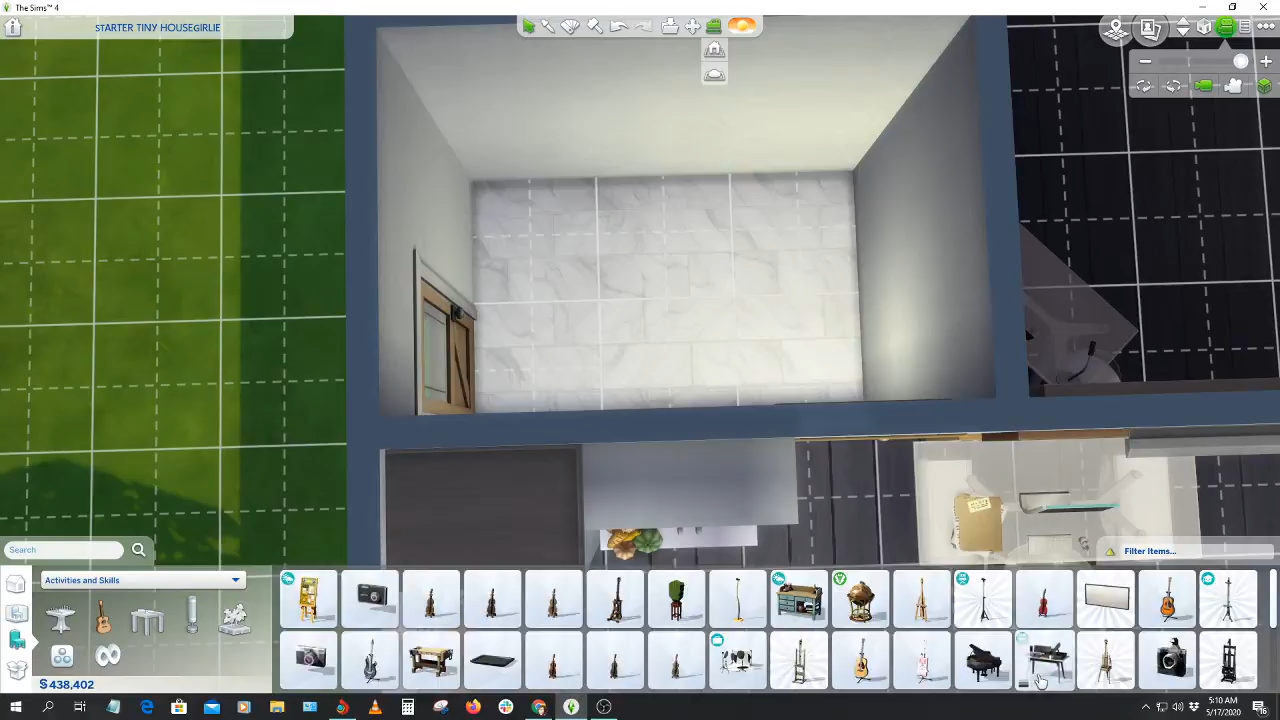 The Sims™ 4
STARTER TINY HOUSEGIRLIE
Search
Filter Items...
Activities and Skills
§438,402
5:10 AM
5/17/2020